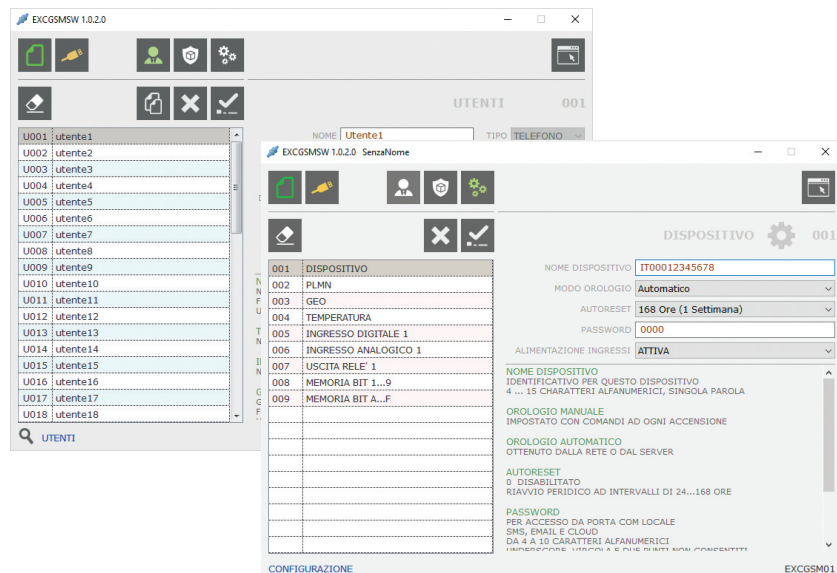 EXCGSMSW 1.0.2.0
UTENTI 001
NOME Utente1 TIPO TELEFONO
U001 utente1
U002 utente2
U003 utente3
U004 utente4
U005 utente5
U006 utente6
U007 utente7
U008 utente8
U009 utente9
U010 utente10
U011 utente11
U012 utente12
U013 utente13
U014 utente14
U015 utente15
U016 utente16
U017 utente17
U018 utente18
UTENTI
EXCGSMSW 1.0.2.0 SenzaNome
DISPOSITIVO 001
001 DISPOSITIVO
002 PLMN
003 GEO
004 TEMPERATURA
005 INGRESSO DIGITALE 1
006 INGRESSO ANALOGICO 1
007 USCITA RELE' 1
008 MEMORIA BIT 1...9
009 MEMORIA BIT A...F
NOME DISPOSITIVO IT00012345678
MODO OROLOGIO Automatico
AUTORESET 168 Ore (1 Settimana)
PASSWORD 0000
ALIMENTAZIONE INGRESSI ATTIVA
NOME DISPOSITIVO
IDENTIFICATIVO PER QUESTO DISPOSITIVO
4 ... 15 CHARATTERI ALFANUMERICI, SINGOLA PAROLA
OROLOGIO MANUALE
IMPOSTATO CON COMANDI AD OGNI ACCENSIONE
OROLOGIO AUTOMATICO
OTTENUTO DALLA RETE O DAL SERVER
AUTORESET
0 DISABILITATO
RIAVVIO PERIDICO AD INTERVALLI DI 24...168 ORE
PASSWORD
PER ACCESSO DA PORTA COM LOCALE
SMS, EMAIL E CLOUD
DA 4 A 10 CARATTERI ALFANUMERICI
UNDERSCORE, VIRGOLA E DUE PUNTI NON CONSENTITI
CONFIGURAZIONE
EXCGSM01